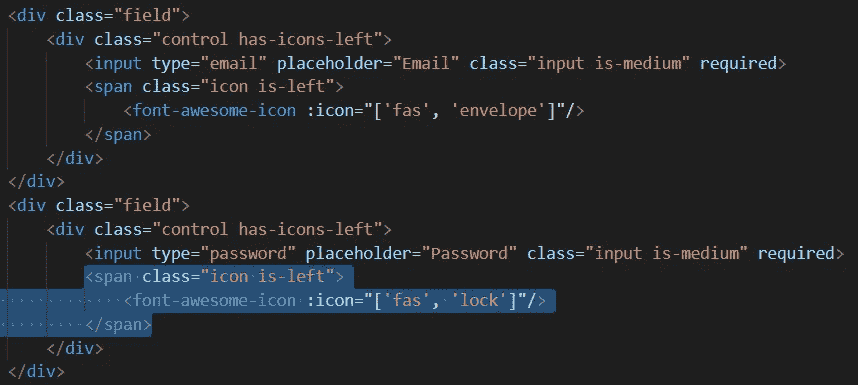 <div class="field">
    <div class="control has-icons-left">
        <input type="email" placeholder="Email" class="input is-medium" required>
        <span class="icon is-left">
            <font-awesome-icon :icon="['fas', 'envelope']"/>
        </span>
    </div>
</div>
<div class="field">
    <div class="control has-icons-left">
        <input type="password" placeholder="Password" class="input is-medium" required>
        <span class="icon is-left">
            <font-awesome-icon :icon="['fas', 'lock']"/>
        </span>
    </div>
</div>